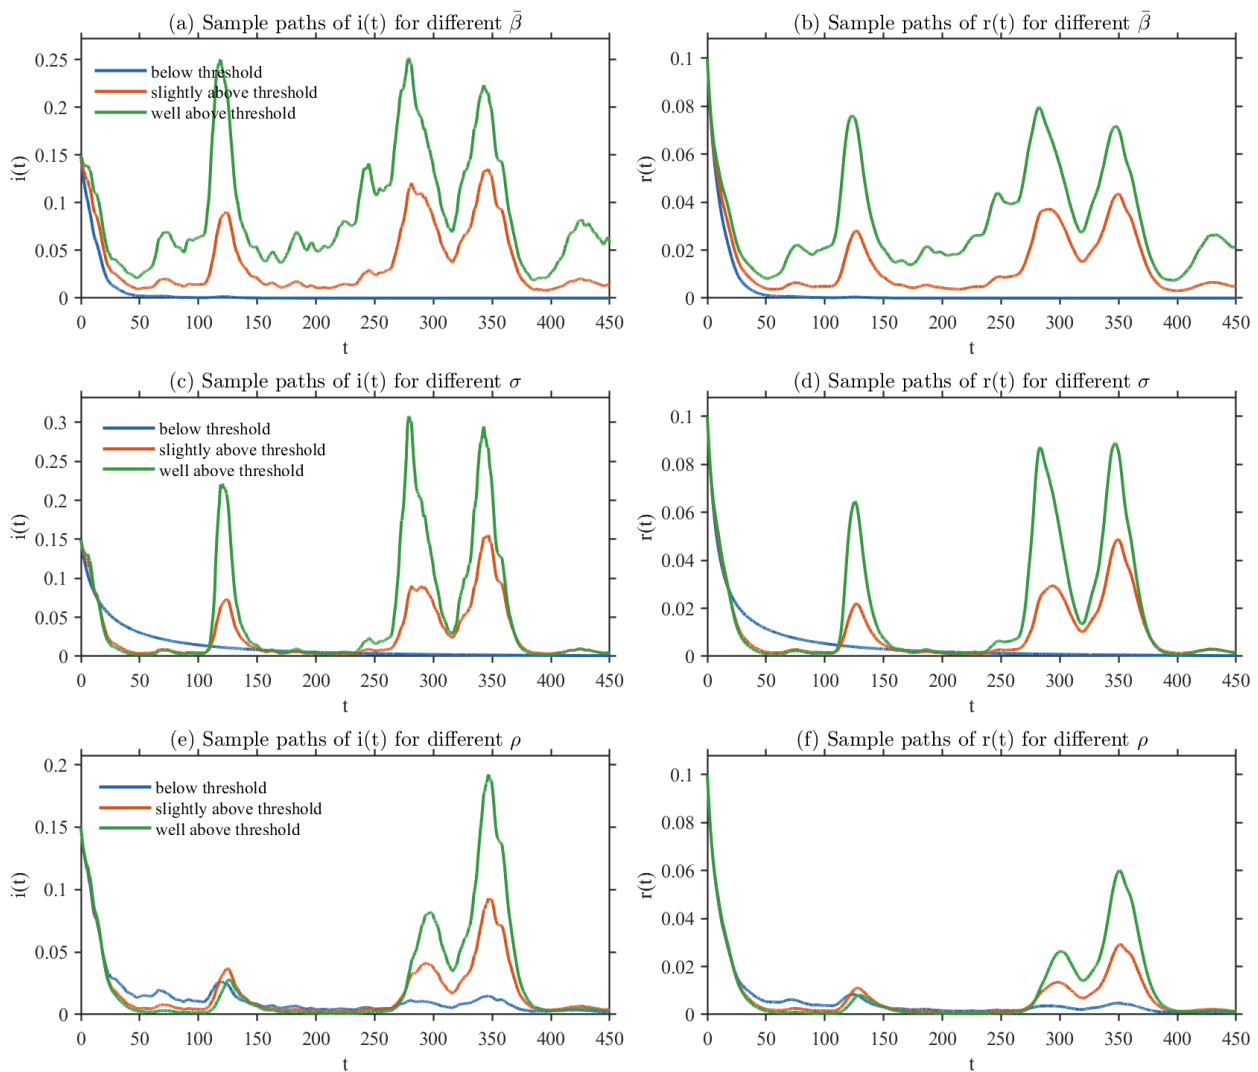 (a) Sample paths of i(t) for different β̄
i(t)
0.25
0.2
0.15
0.1
0.05
0
below threshold
slightly above threshold
well above threshold
0 50 100 150 200 250 300 350 400 450
t
(b) Sample paths of r(t) for different β̄
r(t)
0.1
0.08
0.06
0.04
0.02
0
0 50 100 150 200 250 300 350 400 450
t
(c) Sample paths of i(t) for different σ
i(t)
0.3
0.25
0.2
0.15
0.1
0.05
0
below threshold
slightly above threshold
well above threshold
0 50 100 150 200 250 300 350 400 450
t
(d) Sample paths of r(t) for different σ
r(t)
0.1
0.08
0.06
0.04
0.02
0
0 50 100 150 200 250 300 350 400 450
t
(e) Sample paths of i(t) for different ρ
i(t)
0.2
0.15
0.1
0.05
0
below threshold
slightly above threshold
well above threshold
0 50 100 150 200 250 300 350 400 450
t
(f) Sample paths of r(t) for different ρ
r(t)
0.1
0.08
0.06
0.04
0.02
0
0 50 100 150 200 250 300 350 400 450
t